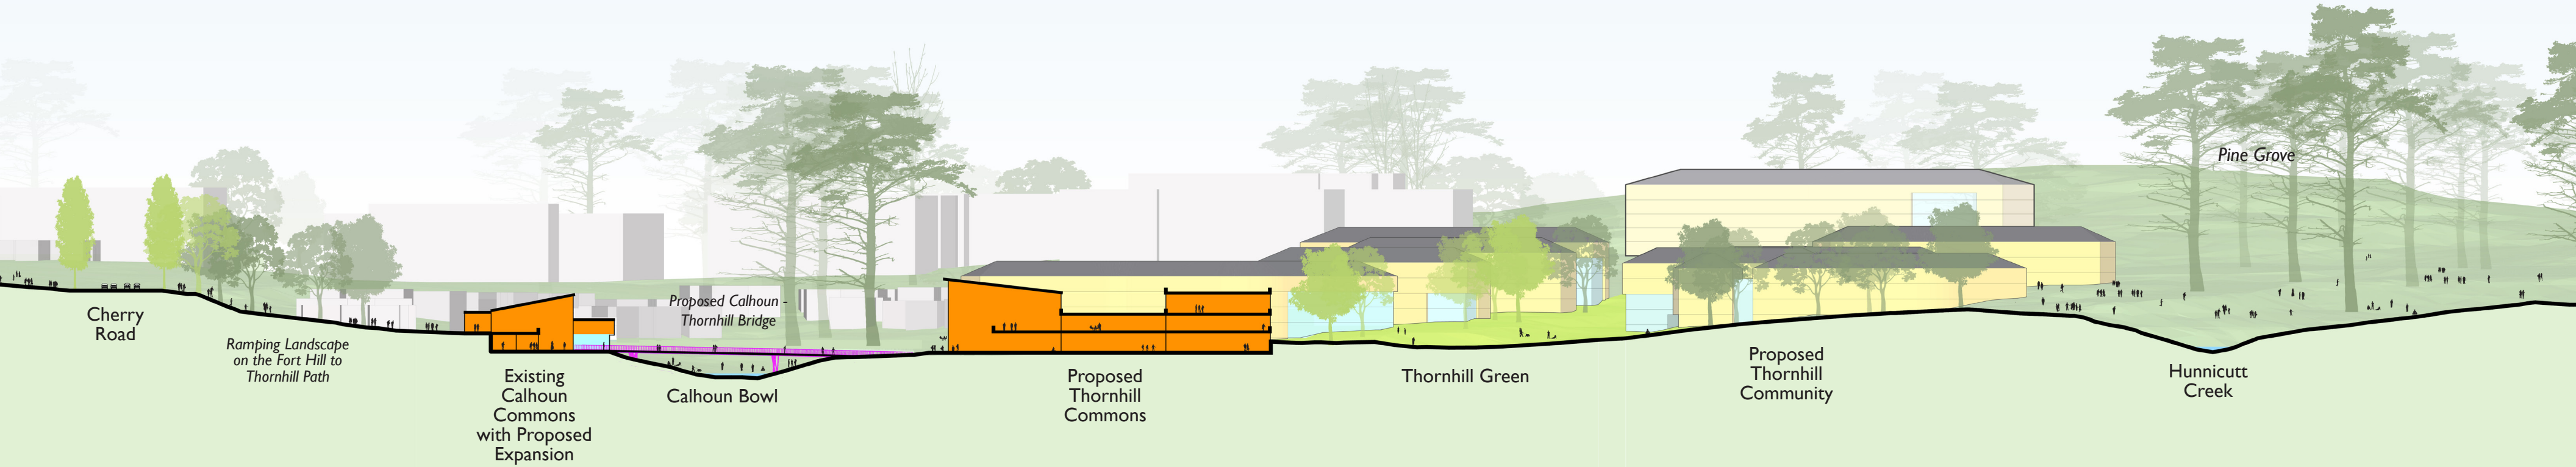 Cherry
Road
Ramping Landscape
on the Fort Hill to
Thornhill Path
Existing
Calhoun
Commons
with Proposed
Expansion
Proposed Calhoun -
Thornhill Bridge
Calhoun Bowl
Proposed
Thornhill
Commons
Thornhill Green
Proposed
Thornhill
Community
Pine Grove
Hunnicutt
Creek